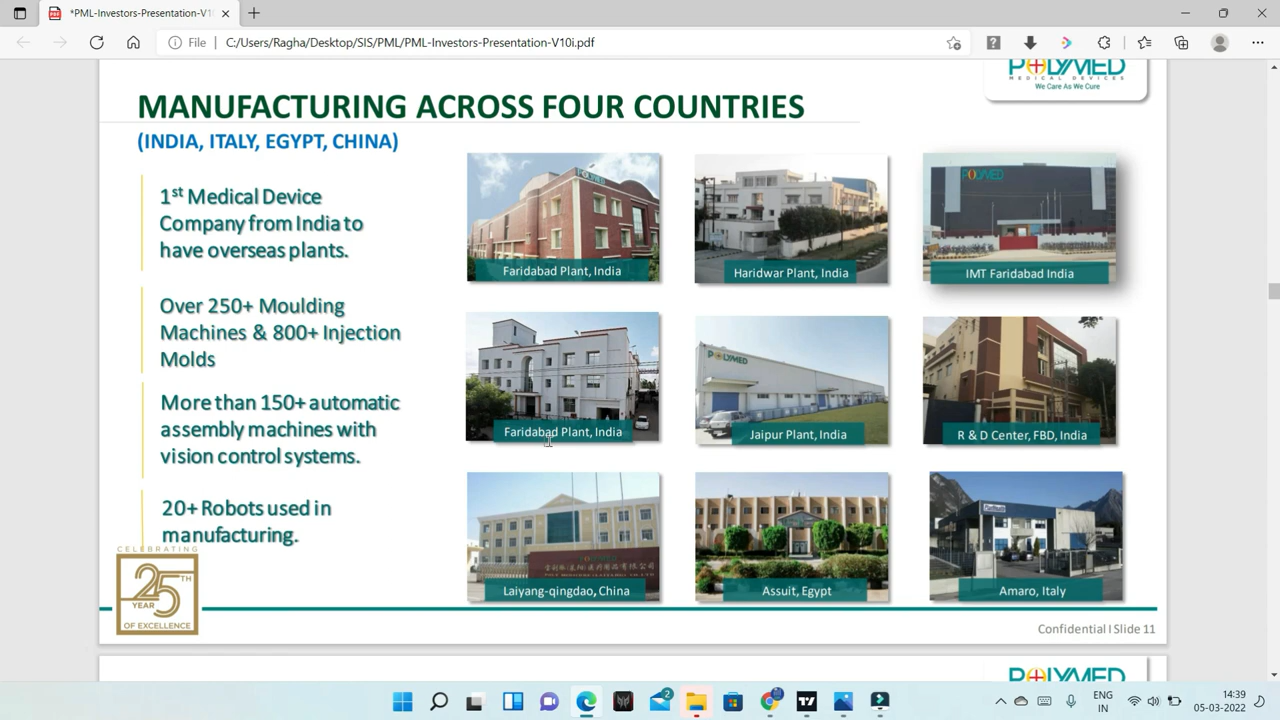 *PML-Investors-Presentation-V1
File
C:/Users/Ragha/Desktop/SIS/PML/PML-Investors-Presentation-V10i.pdf
POLYMED
MEDICAL DEVICES
We Care As We Cure
MANUFACTURING ACROSS FOUR COUNTRIES
(INDIA, ITALY, EGYPT, CHINA)
1st Medical Device
Company from India to
have overseas plants.
Over 250+ Moulding
Machines & 800+ Injection
Molds
More than 150+ automatic
assembly machines with
vision control systems.
20+ Robots used in
manufacturing.
CELEBRATING
25TH
YEAR
OF EXCELLENCE
POLYMED
Faridabad Plant, India
Haridwar Plant, India
POLYMED
IMT Faridabad India
Faridabad Plant, India
POLYMED
Jaipur Plant, India
R & D Center, FBD, India
Laiyang-qingdao, China
Assuit, Egypt
Amaro, Italy
Confidential I Slide 11
POLYMED
2
ENG
IN
14:39
05-03-2022